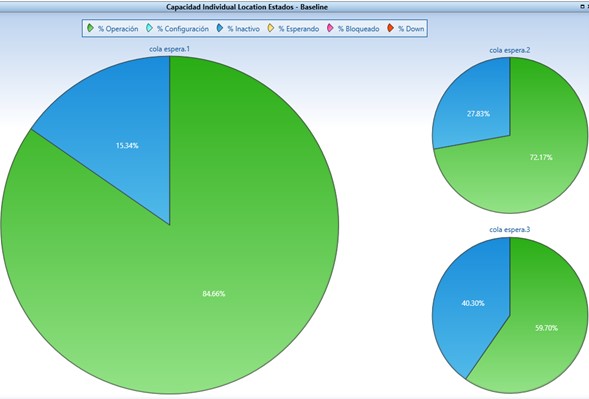 Capacidad Individual Location Estados - Baseline
% Operación % Configuración % Inactivo % Esperando % Bloqueado % Down
cola espera.1
15.34%
84.66%
cola espera.2
27.83%
72.17%
cola espera.3
40.30%
59.70%